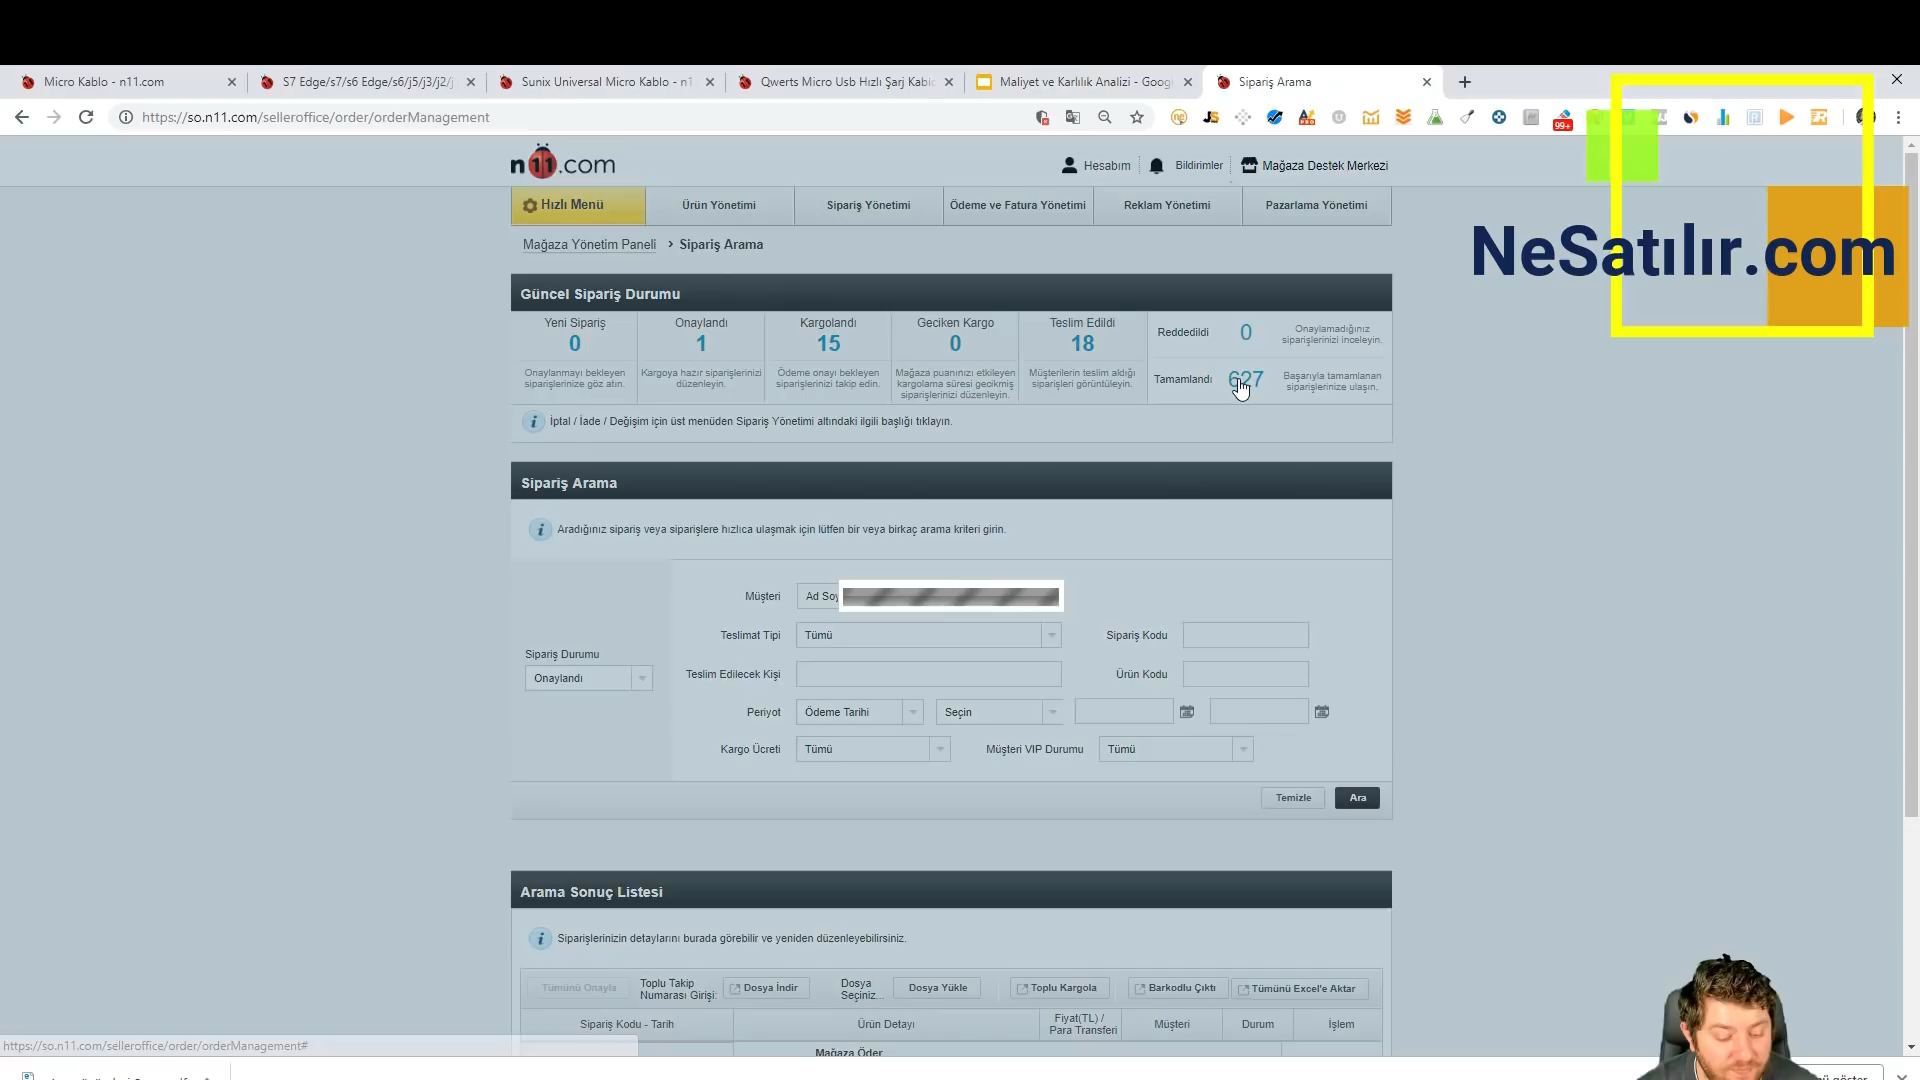 Micro Kablo - n11.com
S7 Edge/s7/s6 Edge/s6/j5/j3/j2/j
Sunix Universal Micro Kablo - n1
Qwerts Micro Usb Hızlı Şarj Kabl
Maliyet ve Karlılık Analizi - Goog
Sipariş Arama
https://so.n11.com/selleroffice/order/orderManagement
99+
n11.com
Hesabım
Bildirimler
Mağaza Destek Merkezi
Hızlı Menü
Ürün Yönetimi
Sipariş Yönetimi
Ödeme ve Fatura Yönetimi
Reklam Yönetimi
Pazarlama Yönetimi
NeSatılır.com
Mağaza Yönetim Paneli > Sipariş Arama
Güncel Sipariş Durumu
Yeni Sipariş
0
Onaylanmayı bekleyen
siparişlerinize göz atın.
Onaylandı
1
Kargoya hazır siparişlerinizi
düzenleyin.
Kargolandı
15
Ödeme onayı bekleyen
siparişlerinizi takip edin.
Geciken Kargo
0
Mağaza puanınızı etkileyen
kargolama süresi gecikmiş
siparişlerinizi düzenleyin.
Teslim Edildi
18
Müşterilerin teslim aldığı
siparişleri görüntüleyin.
Reddedildi
0
Onaylamadığınız
siparişlerinizi inceleyin.
Tamamlandı
627
Başarıyla tamamlanan
siparişlerinize ulaşın.
İptal / İade / Değişim için üst menüden Sipariş Yönetimi altındaki ilgili başlığı tıklayın.
Sipariş Arama
Aradığınız sipariş veya siparişlere hızlıca ulaşmak için lütfen bir veya birkaç arama kriteri girin.
Sipariş Durumu
Onaylandı
Müşteri
Ad Soy
Teslimat Tipi
Tümü
Sipariş Kodu
Teslim Edilecek Kişi
Ürün Kodu
Periyot
Ödeme Tarihi
Seçin
Kargo Ücreti
Tümü
Müşteri VIP Durumu
Tümü
Temizle
Ara
Arama Sonuç Listesi
Siparişlerinizin detaylarını burada görebilir ve yeniden düzenleyebilirsiniz.
Tümünü Onayla
Toplu Takip
Numarası Girişi:
Dosya İndir
Dosya
Seçiniz...
Dosya Yükle
Toplu Kargola
Barkodlu Çıktı
Tümünü Excel'e Aktar
Sipariş Kodu - Tarih
Ürün Detayı
Fiyat(TL) /
Para Transferi
Müşteri
Durum
İşlem
Mağaza Öder
https://so.n11.com/selleroffice/order/orderManagement#